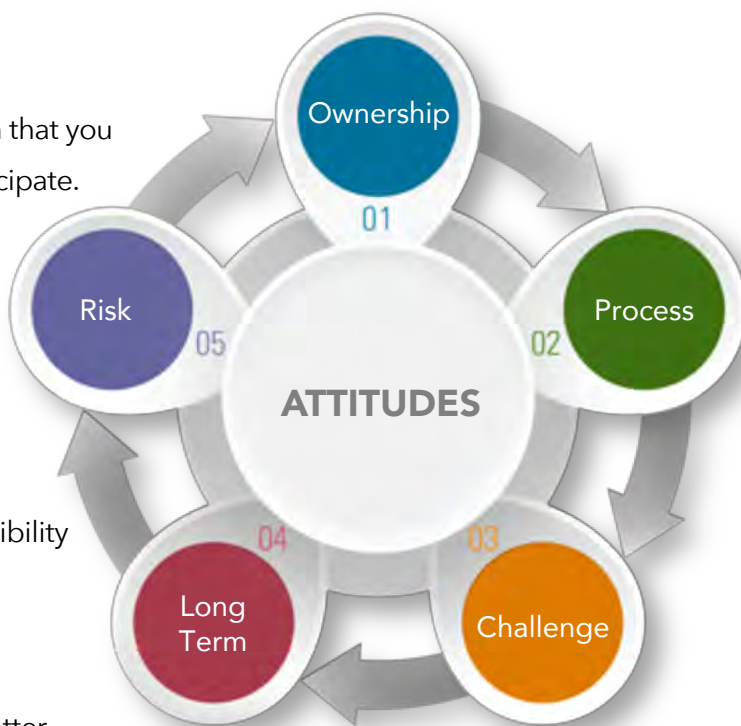 that you
cipate.
ibility
Ownership
01
Process
02
Challenge
03
Long
Term
04
Risk
05
ATTITUDES